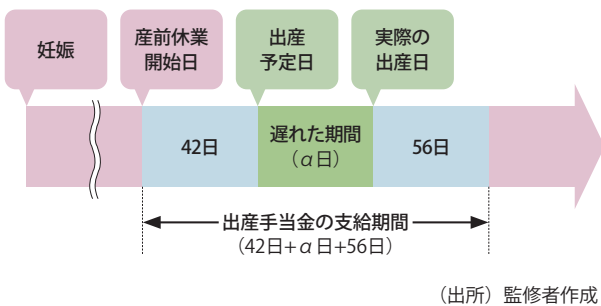 妊娠
産前休業
開始日
出産
予定日
実際の
出産日
42日
遅れた期間
（α日）
56日
出産手当金の支給期間
（42日+α日+56日）
（出所）監修者作成